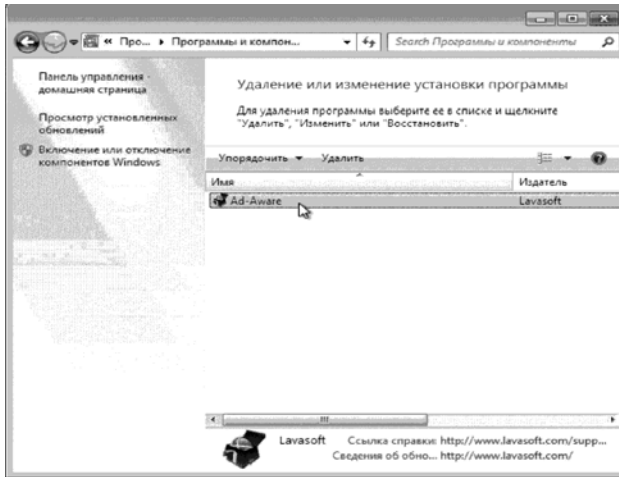 « Про... ▸ Программы и компон...
Search Программы и компоненты
Панель управления -
домашняя страница
Просмотр установленных
обновлений
Включение или отключение
компонентов Windows
Удаление или изменение установки программы
Для удаления программы выберите ее в списке и щелкните
"Удалить", "Изменить" или "Восстановить".
Упорядочить Удалить
Имя Издатель
Ad-Aware Lavasoft
Lavasoft Ссылка справки: http://www.lavasoft.com/supp...
Сведения об обно... http://www.lavasoft.com/